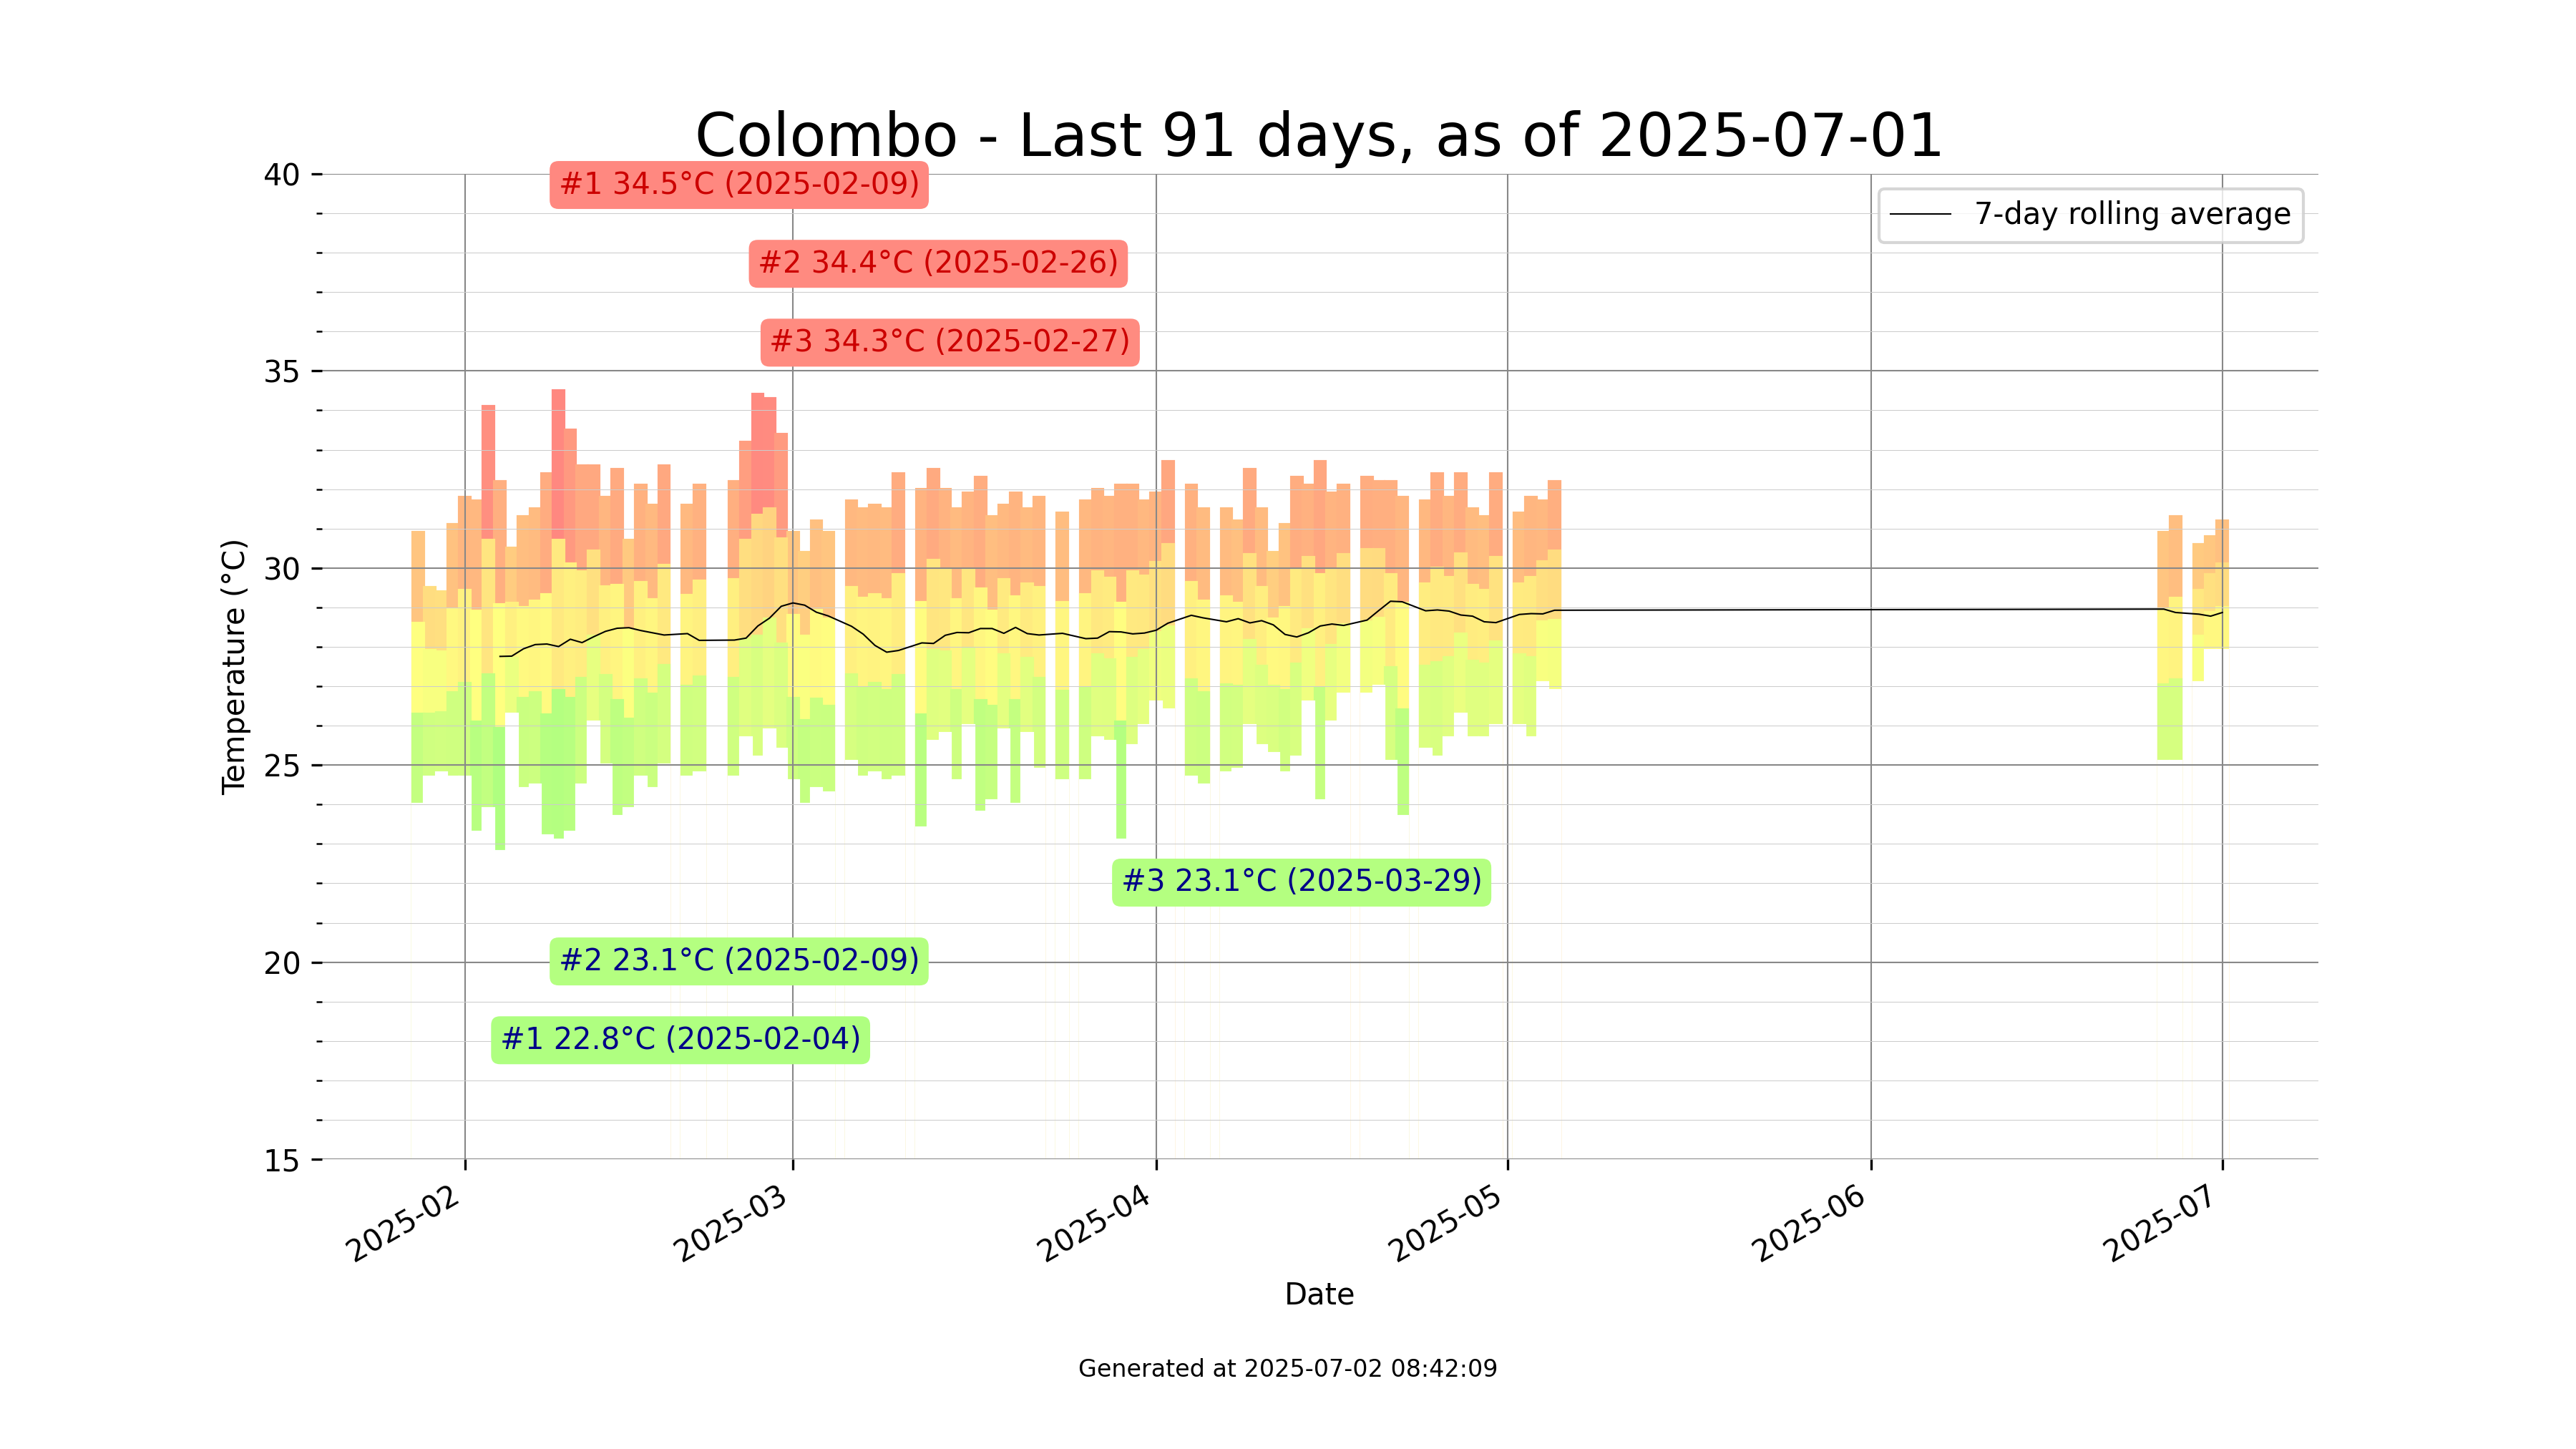 Colombo - Last 91 days, as of 2025-07-01
40
#1 34.5°C (2025-02-09)
7-day rolling average
#2 34.4°C (2025-02-26)
#3 34.3°C (2025-02-27)
35
30
Temperature (°C)
25
#3 23.1°C (2025-03-29)
20
#2 23.1°C (2025-02-09)
#1 22.8°C (2025-02-04)
15
2025-02
2025-03
2025-04
2025-05
2025-06
2025-07
Date
Generated at 2025-07-02 08:42:09